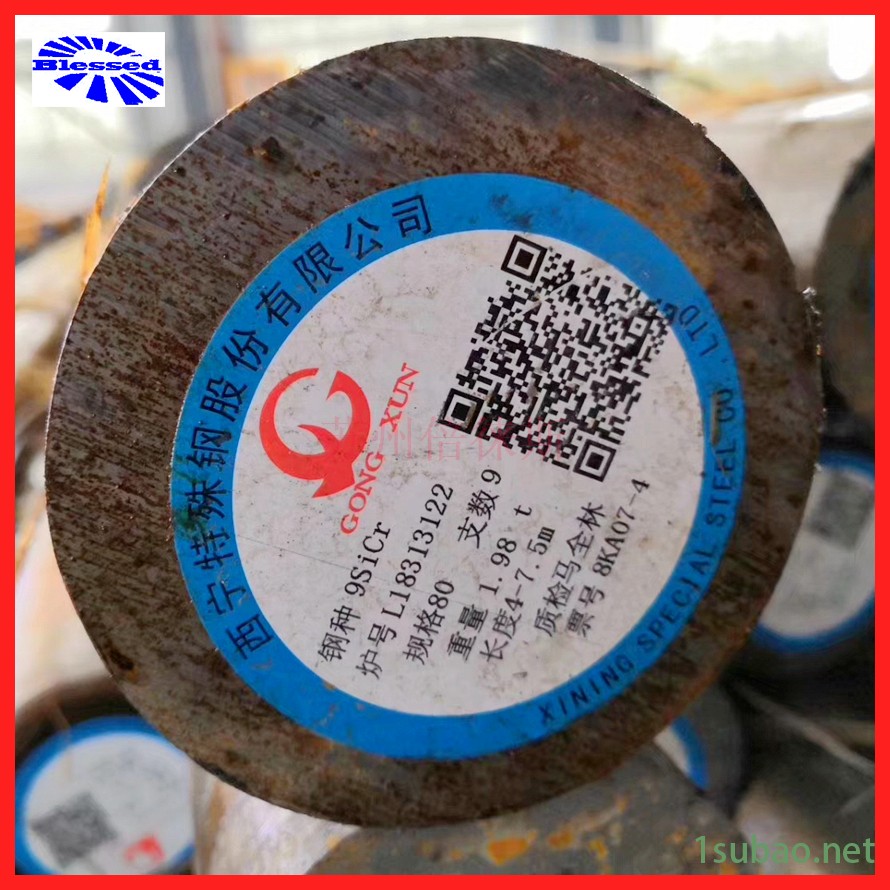 Blessed
西宁特殊钢股份有限公司
GONG XUN
钢种 9SiCr
炉号 L18313122
规格80 支数9
重量 1.98 t
长度4-7.5m
质检马全林
票号 8KA07-4
XINING SPECIAL STEEL CO. LTD
1subao.net